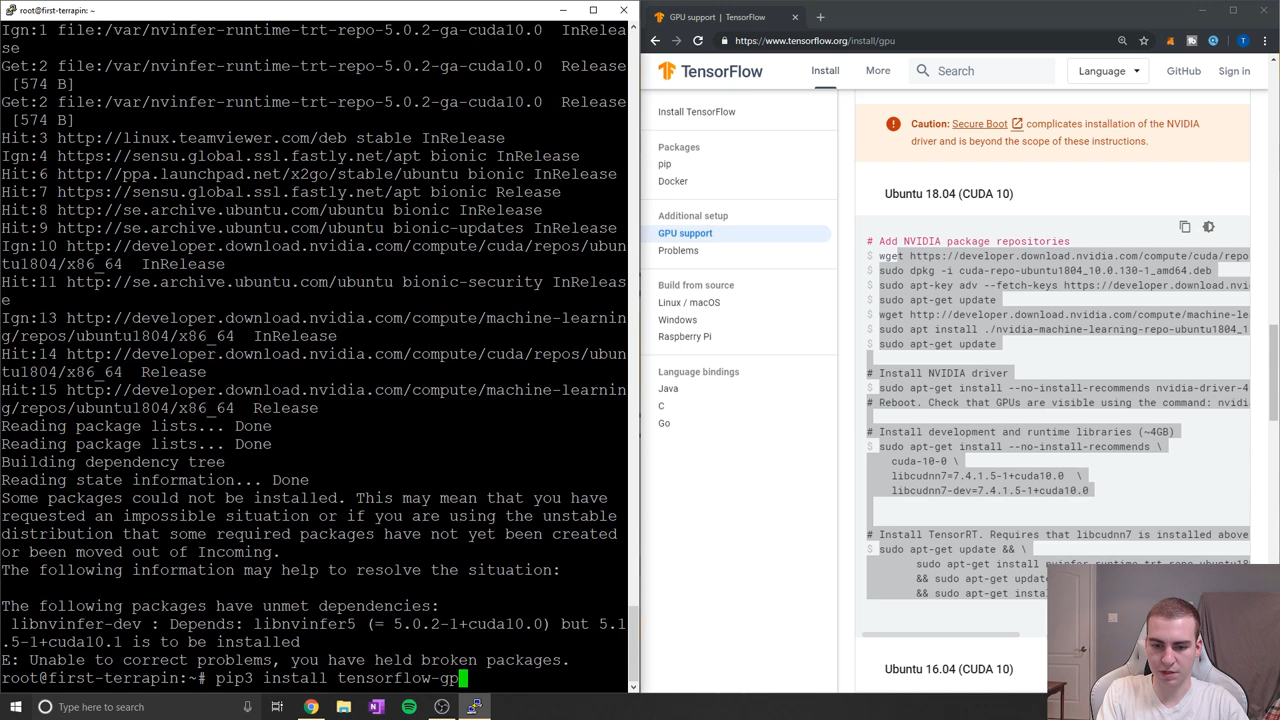 root@first-terrapin: ~
Ign:1 file:/var/nvinfer-runtime-trt-repo-5.0.2-ga-cuda10.0  InRelea
se
Get:2 file:/var/nvinfer-runtime-trt-repo-5.0.2-ga-cuda10.0  Release
[574 B]
Get:2 file:/var/nvinfer-runtime-trt-repo-5.0.2-ga-cuda10.0  Release
[574 B]
Hit:3 http://linux.teamviewer.com/deb stable InRelease
Ign:4 https://sensu.global.ssl.fastly.net/apt bionic InRelease
Hit:6 http://ppa.launchpad.net/x2go/stable/ubuntu bionic InRelease
Hit:7 https://sensu.global.ssl.fastly.net/apt bionic Release
Hit:8 http://se.archive.ubuntu.com/ubuntu bionic InRelease
Hit:9 http://se.archive.ubuntu.com/ubuntu bionic-updates InRelease
Ign:10 http://developer.download.nvidia.com/compute/cuda/repos/ubun
tu1804/x86_64  InRelease
Hit:11 http://se.archive.ubuntu.com/ubuntu bionic-security InReleas
e
Ign:13 http://developer.download.nvidia.com/compute/machine-learnin
g/repos/ubuntu1804/x86_64  InRelease
Hit:14 http://developer.download.nvidia.com/compute/cuda/repos/ubun
tu1804/x86_64  Release
Hit:15 http://developer.download.nvidia.com/compute/machine-learnin
g/repos/ubuntu1804/x86_64  Release
Reading package lists... Done
Reading package lists... Done
Building dependency tree
Reading state information... Done
Some packages could not be installed. This may mean that you have
requested an impossible situation or if you are using the unstable
distribution that some required packages have not yet been created
or been moved out of Incoming.
The following information may help to resolve the situation:
The following packages have unmet dependencies:
libnvinfer-dev : Depends: libnvinfer5 (= 5.0.2-1+cuda10.0) but 5.1
.5-1+cuda10.1 is to be installed
E: Unable to correct problems, you have held broken packages.
root@first-terrapin:~# pip3 install tensorflow-gp
GPU support | TensorFlow
https://www.tensorflow.org/install/gpu
TensorFlow
Install
More
Search
Language
GitHub
Sign in
Install TensorFlow
Packages
pip
Docker
Additional setup
GPU support
Problems
Build from source
Linux / macOS
Windows
Raspberry Pi
Language bindings
Java
C
Go
Caution: Secure Boot complicates installation of the NVIDIA
driver and is beyond the scope of these instructions.
Ubuntu 18.04 (CUDA 10)
# Add NVIDIA package repositories
$ wget https://developer.download.nvidia.com/compute/cuda/repo
$ sudo dpkg -i cuda-repo-ubuntu1804_10.0.130-1_amd64.deb
$ sudo apt-key adv --fetch-keys https://developer.download.nvi
$ sudo apt-get update
$ wget http://developer.download.nvidia.com/compute/machine-le
$ sudo apt install ./nvidia-machine-learning-repo-ubuntu1804_1
$ sudo apt-get update
# Install NVIDIA driver
$ sudo apt-get install --no-install-recommends nvidia-driver-4
# Reboot. Check that GPUs are visible using the command: nvidi
# Install development and runtime libraries (~4GB)
$ sudo apt-get install --no-install-recommends \
cuda-10-0 \
libcudnn7=7.4.1.5-1+cuda10.0  \
libcudnn7-dev=7.4.1.5-1+cuda10.0
# Install TensorRT. Requires that libcudnn7 is installed above
$ sudo apt-get update && \
sudo apt-get install nvinfer-runtime-trt-repo-ubuntu18
&& sudo apt-get updat
&& sudo apt-get inst
Ubuntu 16.04 (CUDA 10)
Type here to search